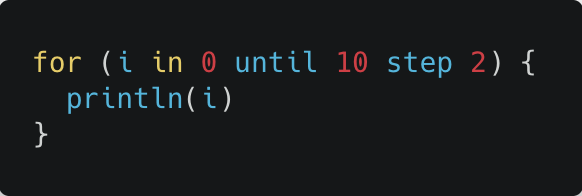 for (i in 0 until 10 step 2) {
  println(i)
}